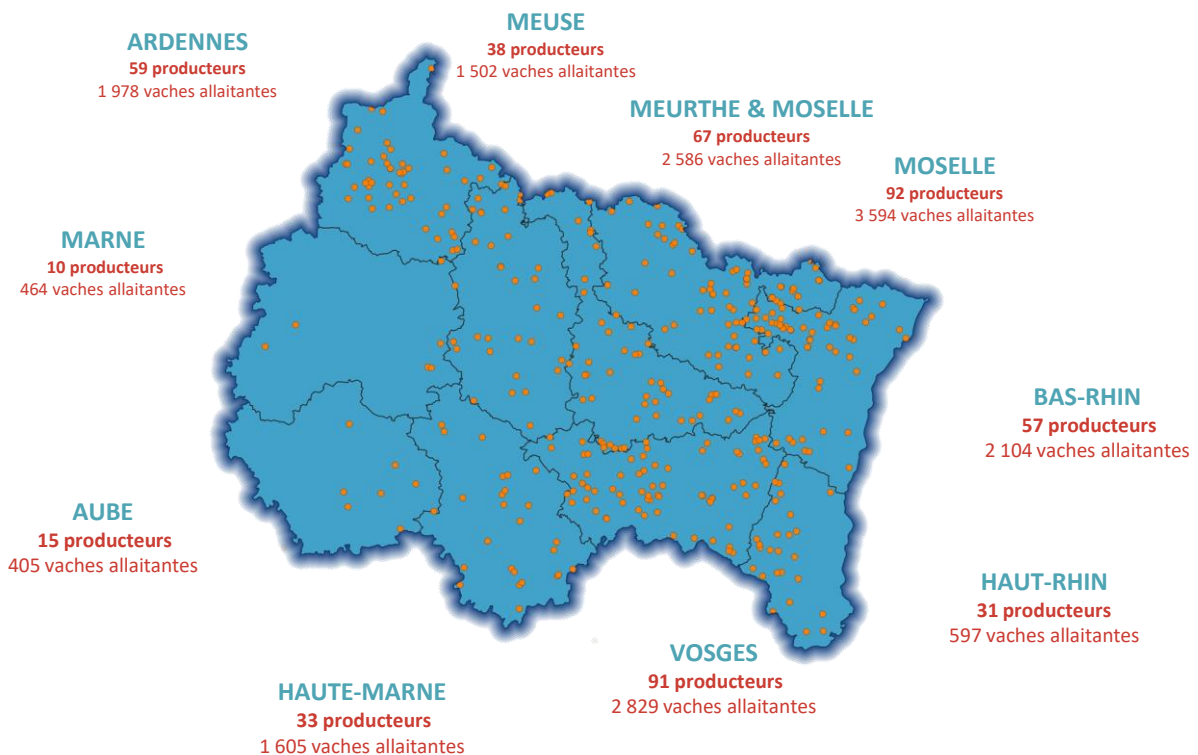 MEUSE
38 producteurs
1 502 vaches allaitantes
ARDENNES
59 producteurs
1 978 vaches allaitantes
MEURTHE & MOSELLE
67 producteurs
2 586 vaches allaitantes
MOSELLE
92 producteurs
3 594 vaches allaitantes
MARNE
10 producteurs
464 vaches allaitantes
BAS-RHIN
57 producteurs
2 104 vaches allaitantes
AUBE
15 producteurs
405 vaches allaitantes
HAUT-RHIN
31 producteurs
597 vaches allaitantes
VOSGES
91 producteurs
2 829 vaches allaitantes
HAUTE-MARNE
33 producteurs
1 605 vaches allaitantes